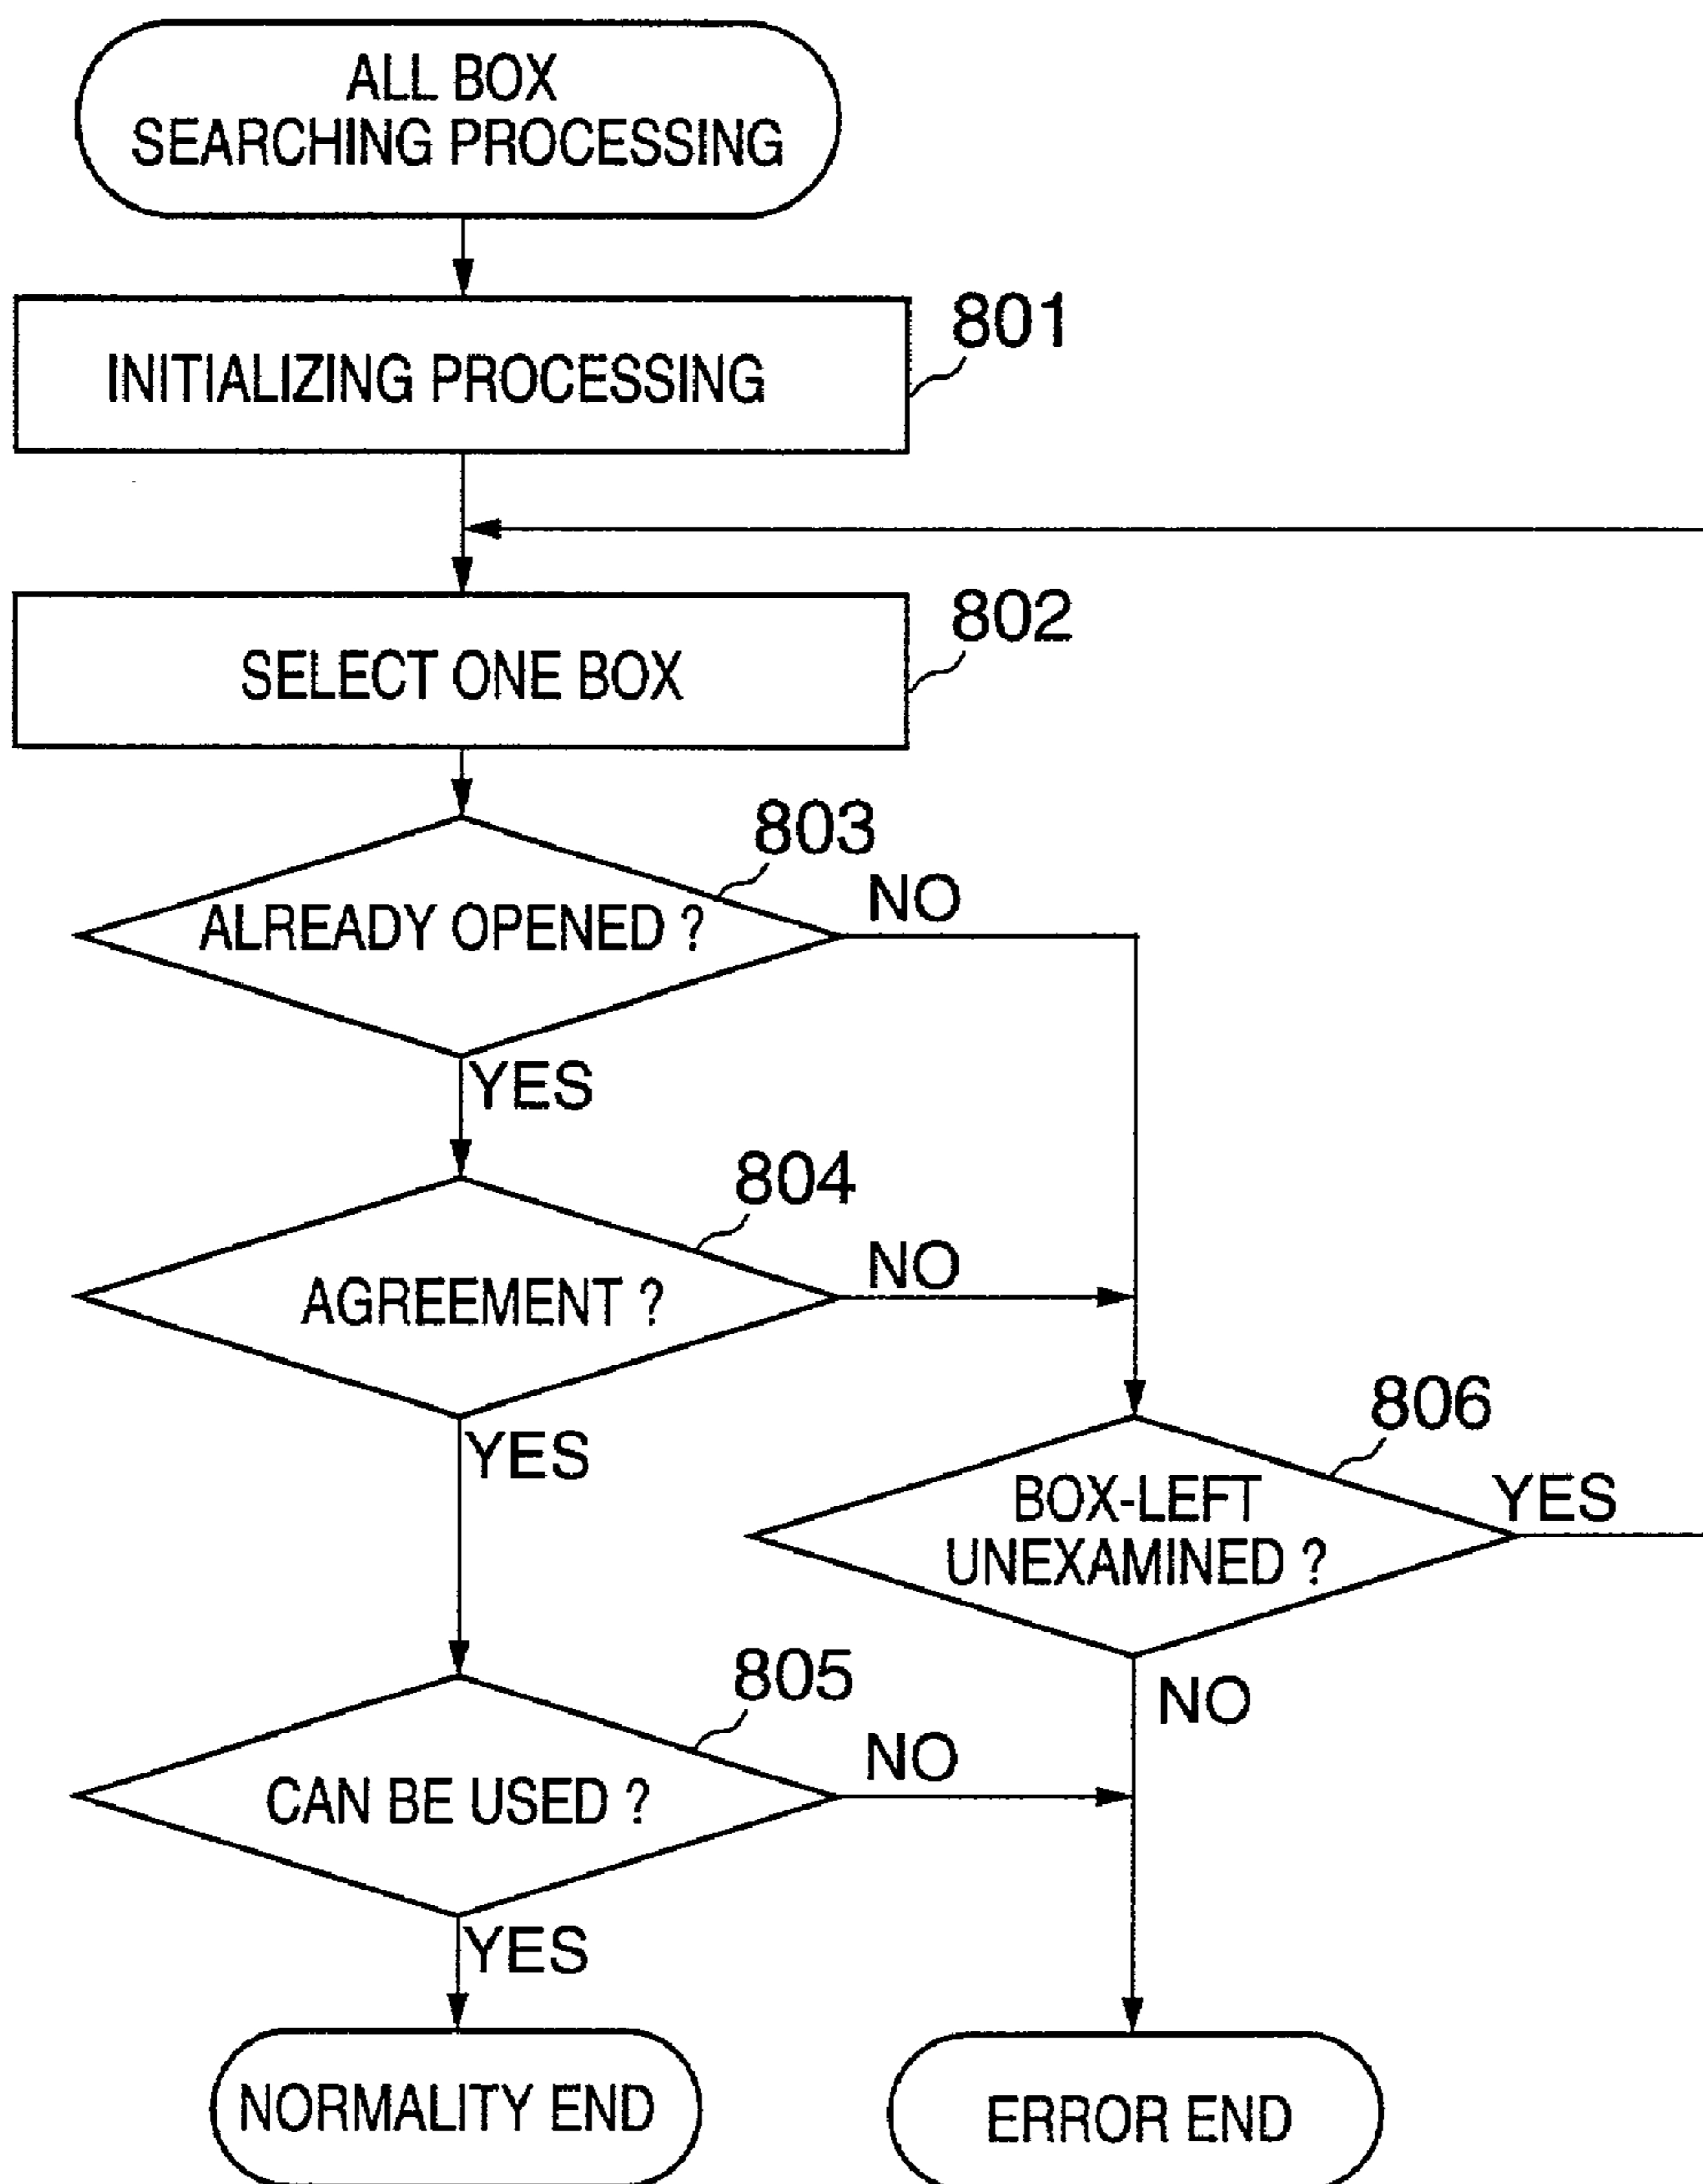 ALL BOX
SEARCHING PROCESSING
801
INITIALIZING PROCESSING
802
SELECT ONE BOX
803
NO
ALREADY OPENED ?
YES
804
NO
AGREEMENT ?
YES
806
BOX-LEFT
UNEXAMINED ?
YES
NO
805
NO
CAN BE USED ?
YES
NORMALITY END
ERROR END